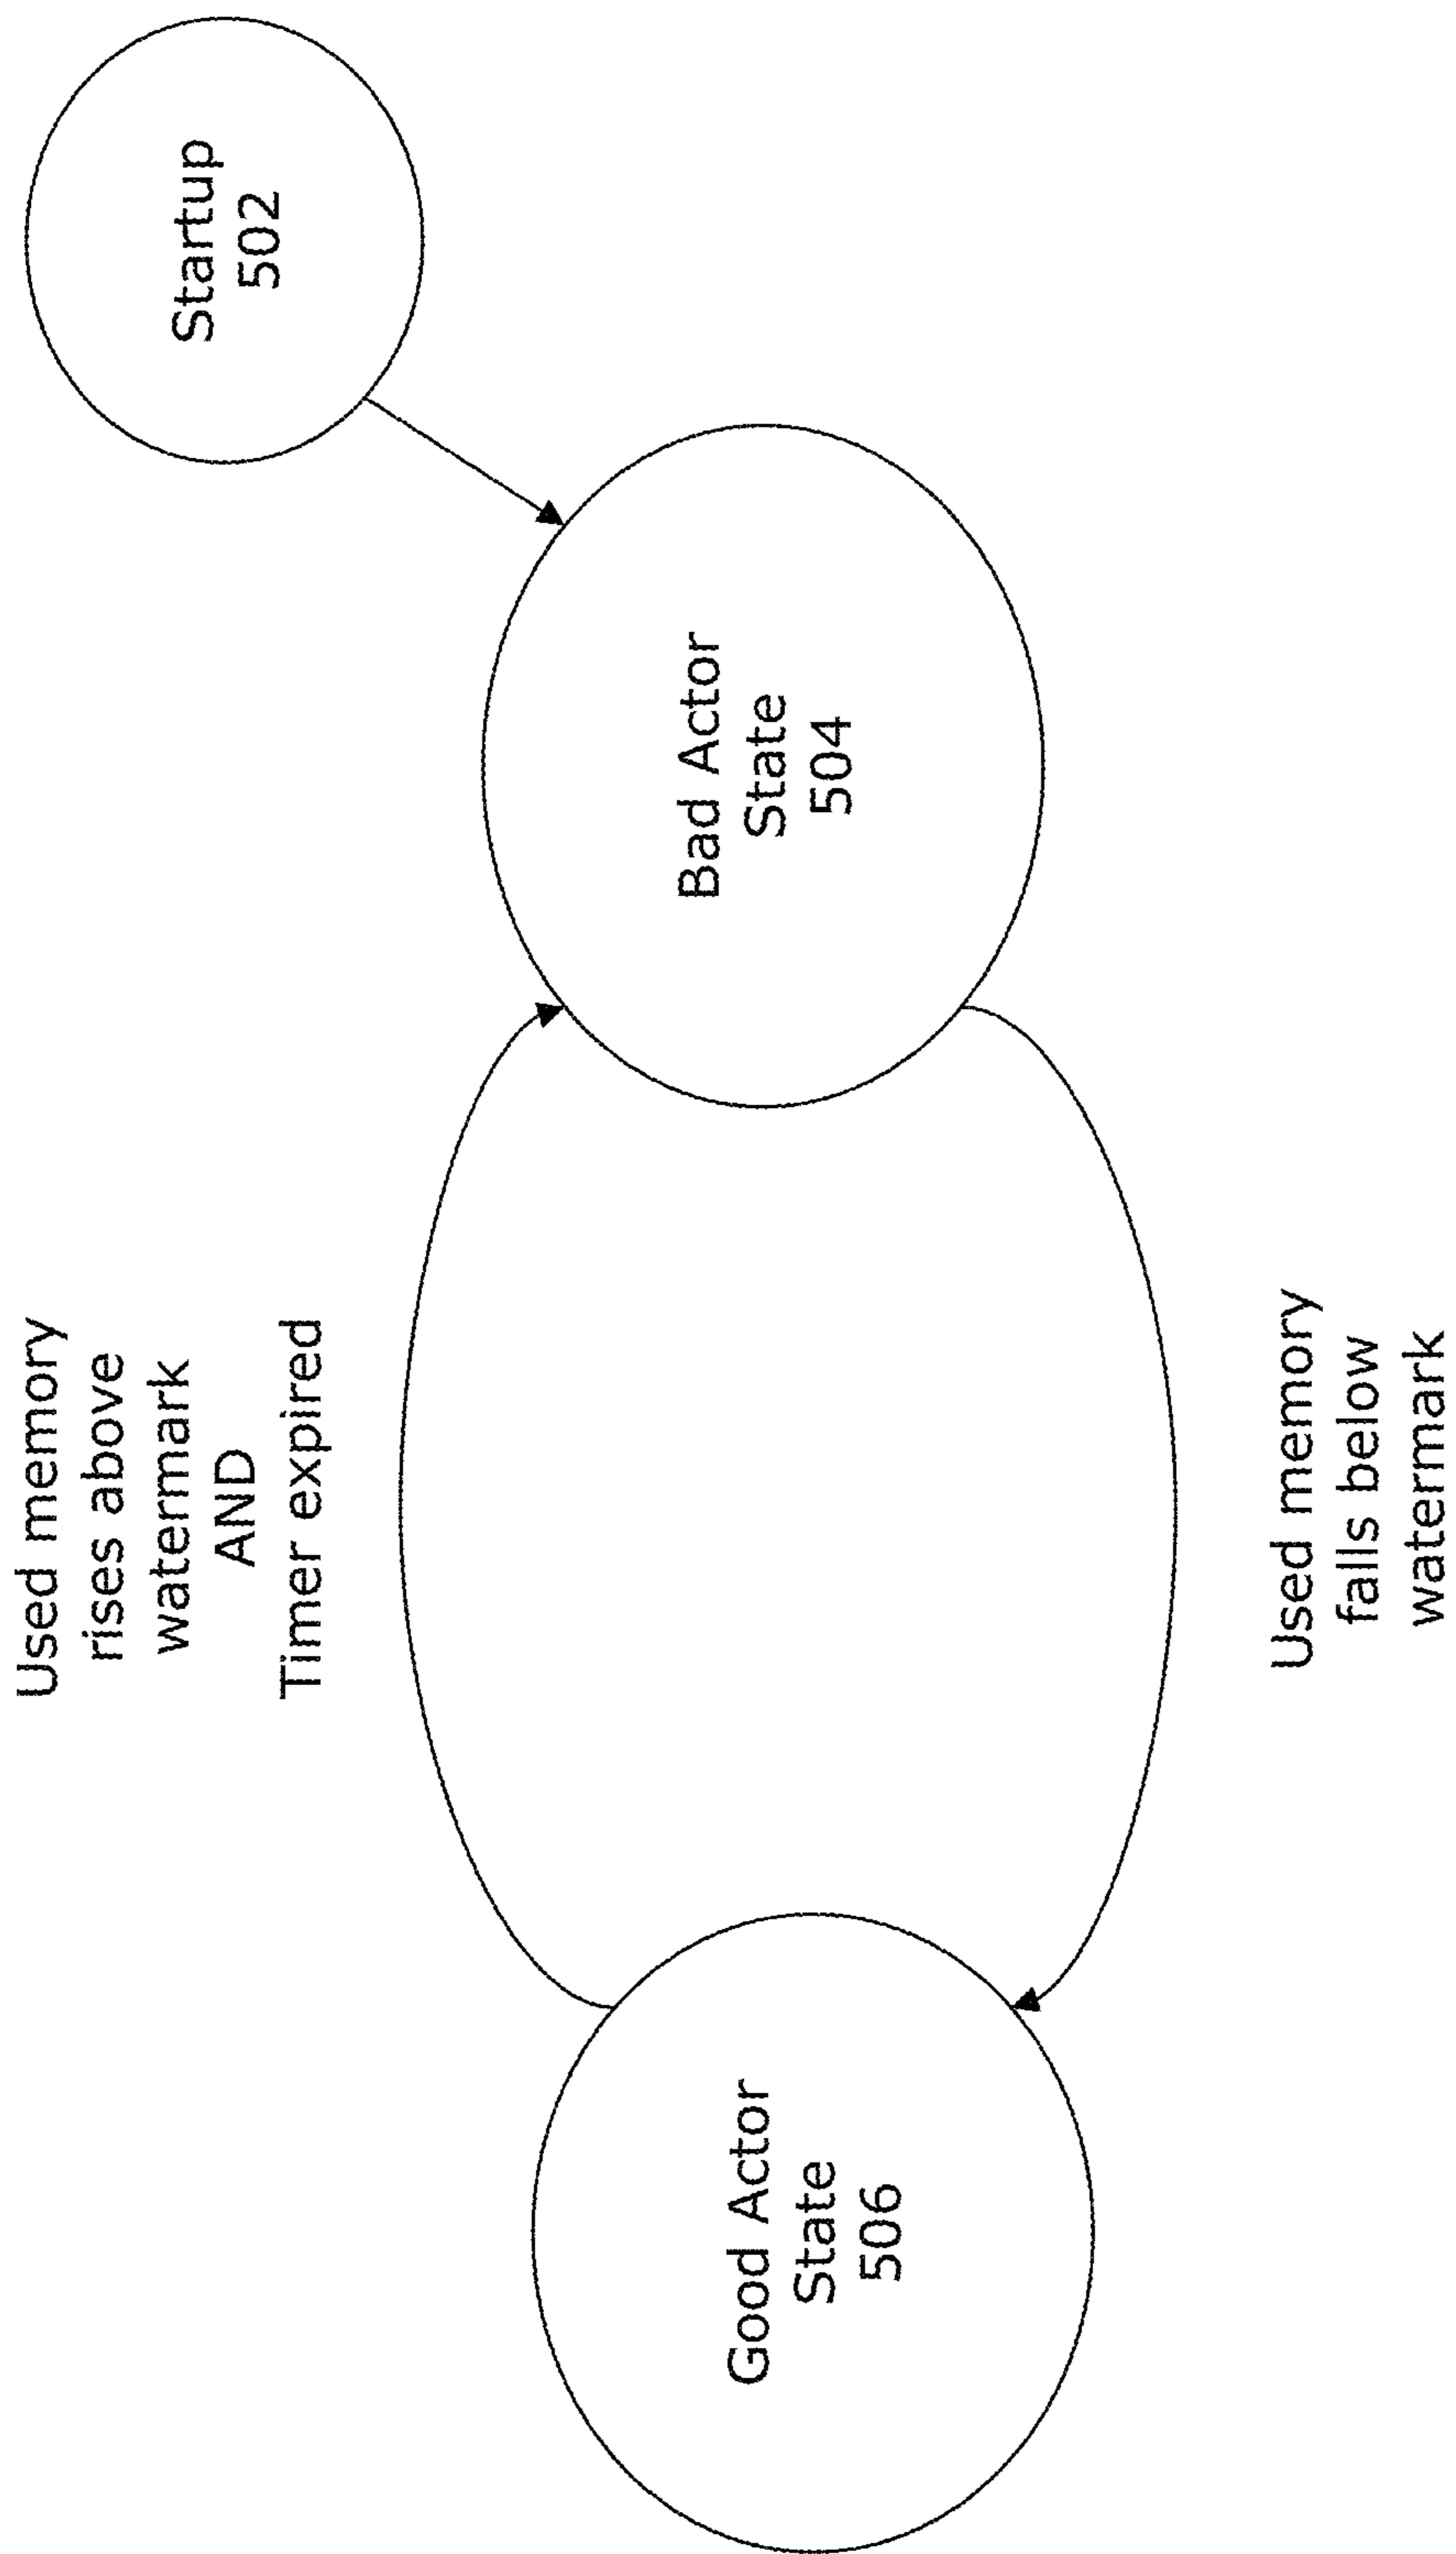 Used memory
rises above
watermark
AND
Timer expired
Startup
502
Bad Actor
State
504
Good Actor
State
506
Used memory
falls below
watermark